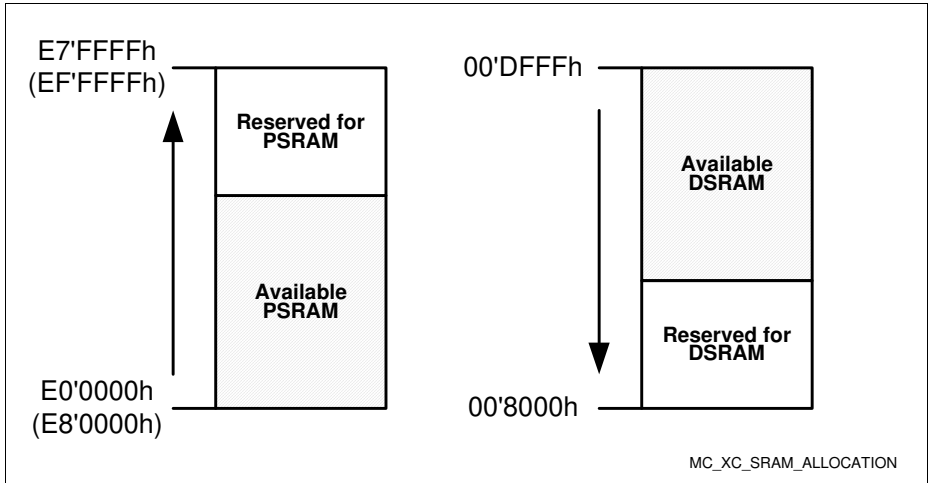 E7'FFFFh
(EF'FFFFh)
Reserved for
PSRAM
Available
PSRAM
E0'0000h
(E8'0000h)
00'DFFFh
Available
DSRAM
Reserved for
DSRAM
00'8000h
MC_XC_SRAM_ALLOCATION